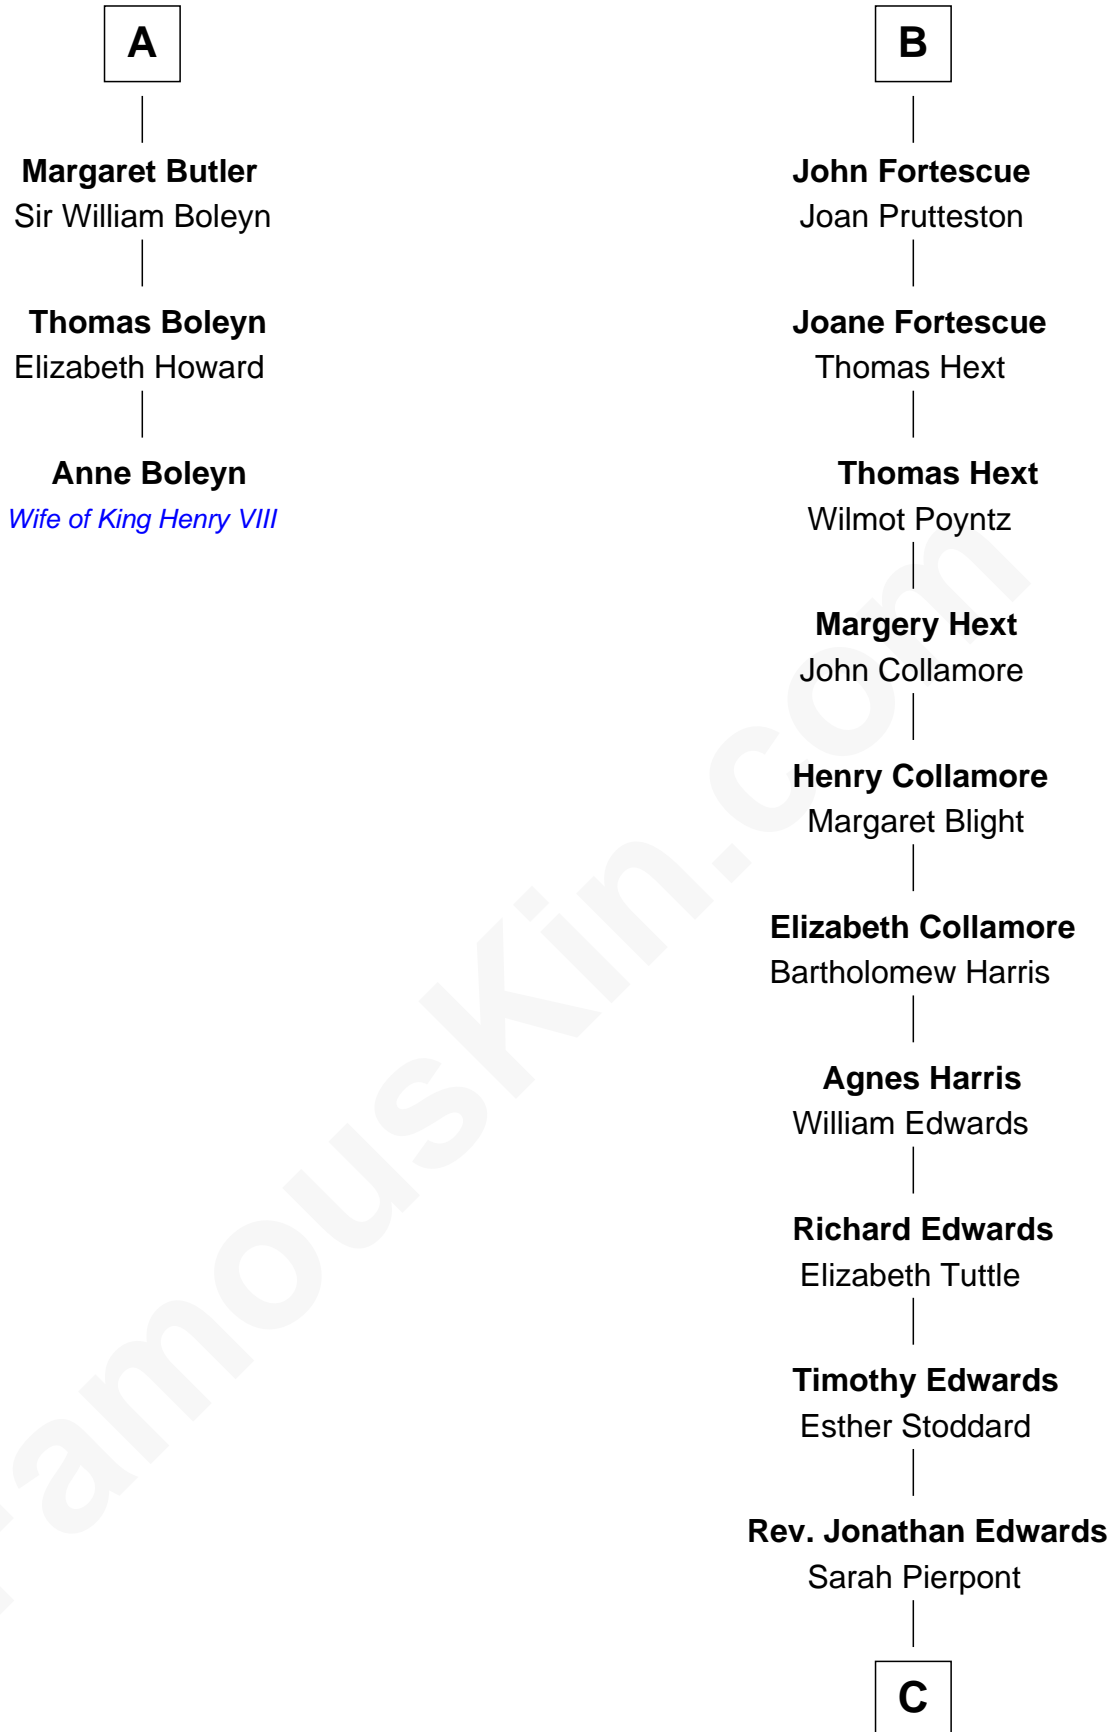 A
Margaret Butler
Sir William Boleyn
Thomas Boleyn
Elizabeth Howard
Anne Boleyn
Wife of King Henry VIII
B
John Fortescue
Joan Prutteston
Joane Fortescue
Thomas Hext
Thomas Hext
Wilmot Poyntz
Margery Hext
John Collamore
Henry Collamore
Margaret Blight
Elizabeth Collamore
Bartholomew Harris
Agnes Harris
William Edwards
Richard Edwards
Elizabeth Tuttle
Timothy Edwards
Esther Stoddard
Rev. Jonathan Edwards
Sarah Pierpont
C
FamousKin.com